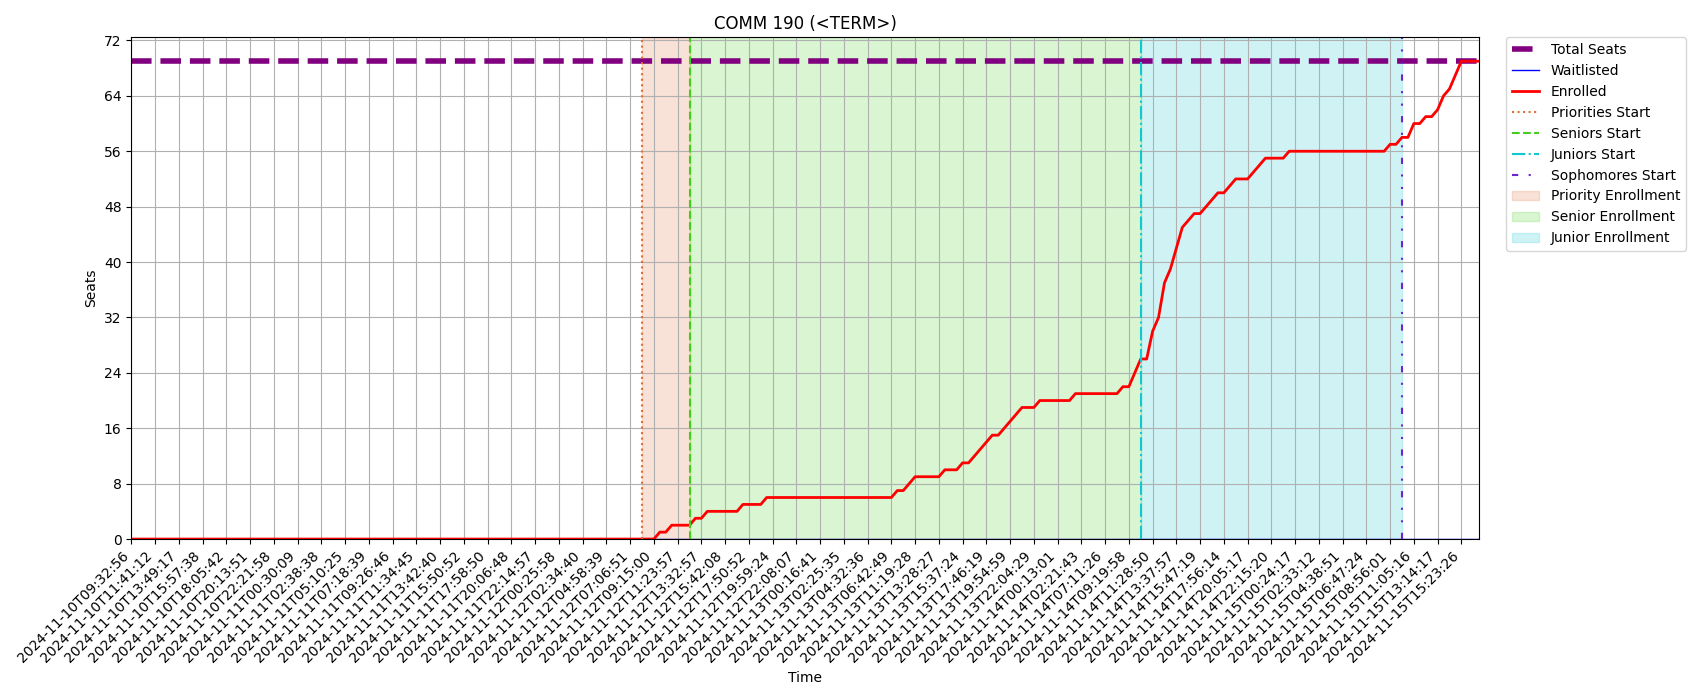 COMM 190 (<TERM>)
72
64
56
48
40
32
24
16
8
0
Seats
2024-11-10T09:32:56
2024-11-10T11:41:12
2024-11-10T13:49:17
2024-11-10T15:57:38
2024-11-10T18:05:42
2024-11-10T20:13:51
2024-11-10T22:21:58
2024-11-11T00:30:09
2024-11-11T02:38:38
2024-11-11T05:10:25
2024-11-11T07:18:39
2024-11-11T09:26:46
2024-11-11T11:34:45
2024-11-11T13:42:40
2024-11-11T15:50:52
2024-11-11T17:58:50
2024-11-11T20:06:48
2024-11-11T22:14:57
2024-11-12T00:25:58
2024-11-12T02:34:40
2024-11-12T04:58:39
2024-11-12T07:06:51
2024-11-12T09:15:00
2024-11-12T11:23:57
2024-11-12T13:32:57
2024-11-12T15:42:08
2024-11-12T17:50:52
2024-11-12T19:59:24
2024-11-12T22:08:07
2024-11-13T00:16:41
2024-11-13T02:25:35
2024-11-13T04:32:36
2024-11-13T06:42:49
2024-11-13T11:19:28
2024-11-13T13:28:27
2024-11-13T15:37:24
2024-11-13T17:46:19
2024-11-13T19:54:59
2024-11-13T22:04:29
2024-11-14T00:13:01
2024-11-14T02:21:43
2024-11-14T07:11:26
2024-11-14T09:19:58
2024-11-14T11:28:50
2024-11-14T13:37:57
2024-11-14T15:47:19
2024-11-14T17:56:14
2024-11-14T20:05:17
2024-11-14T22:15:20
2024-11-15T00:24:17
2024-11-15T02:33:12
2024-11-15T04:38:51
2024-11-15T06:47:24
2024-11-15T08:56:01
2024-11-15T11:05:16
2024-11-15T13:14:17
2024-11-15T15:23:26
Time
Total Seats
Waitlisted
Enrolled
Priorities Start
Seniors Start
Juniors Start
Sophomores Start
Priority Enrollment
Senior Enrollment
Junior Enrollment